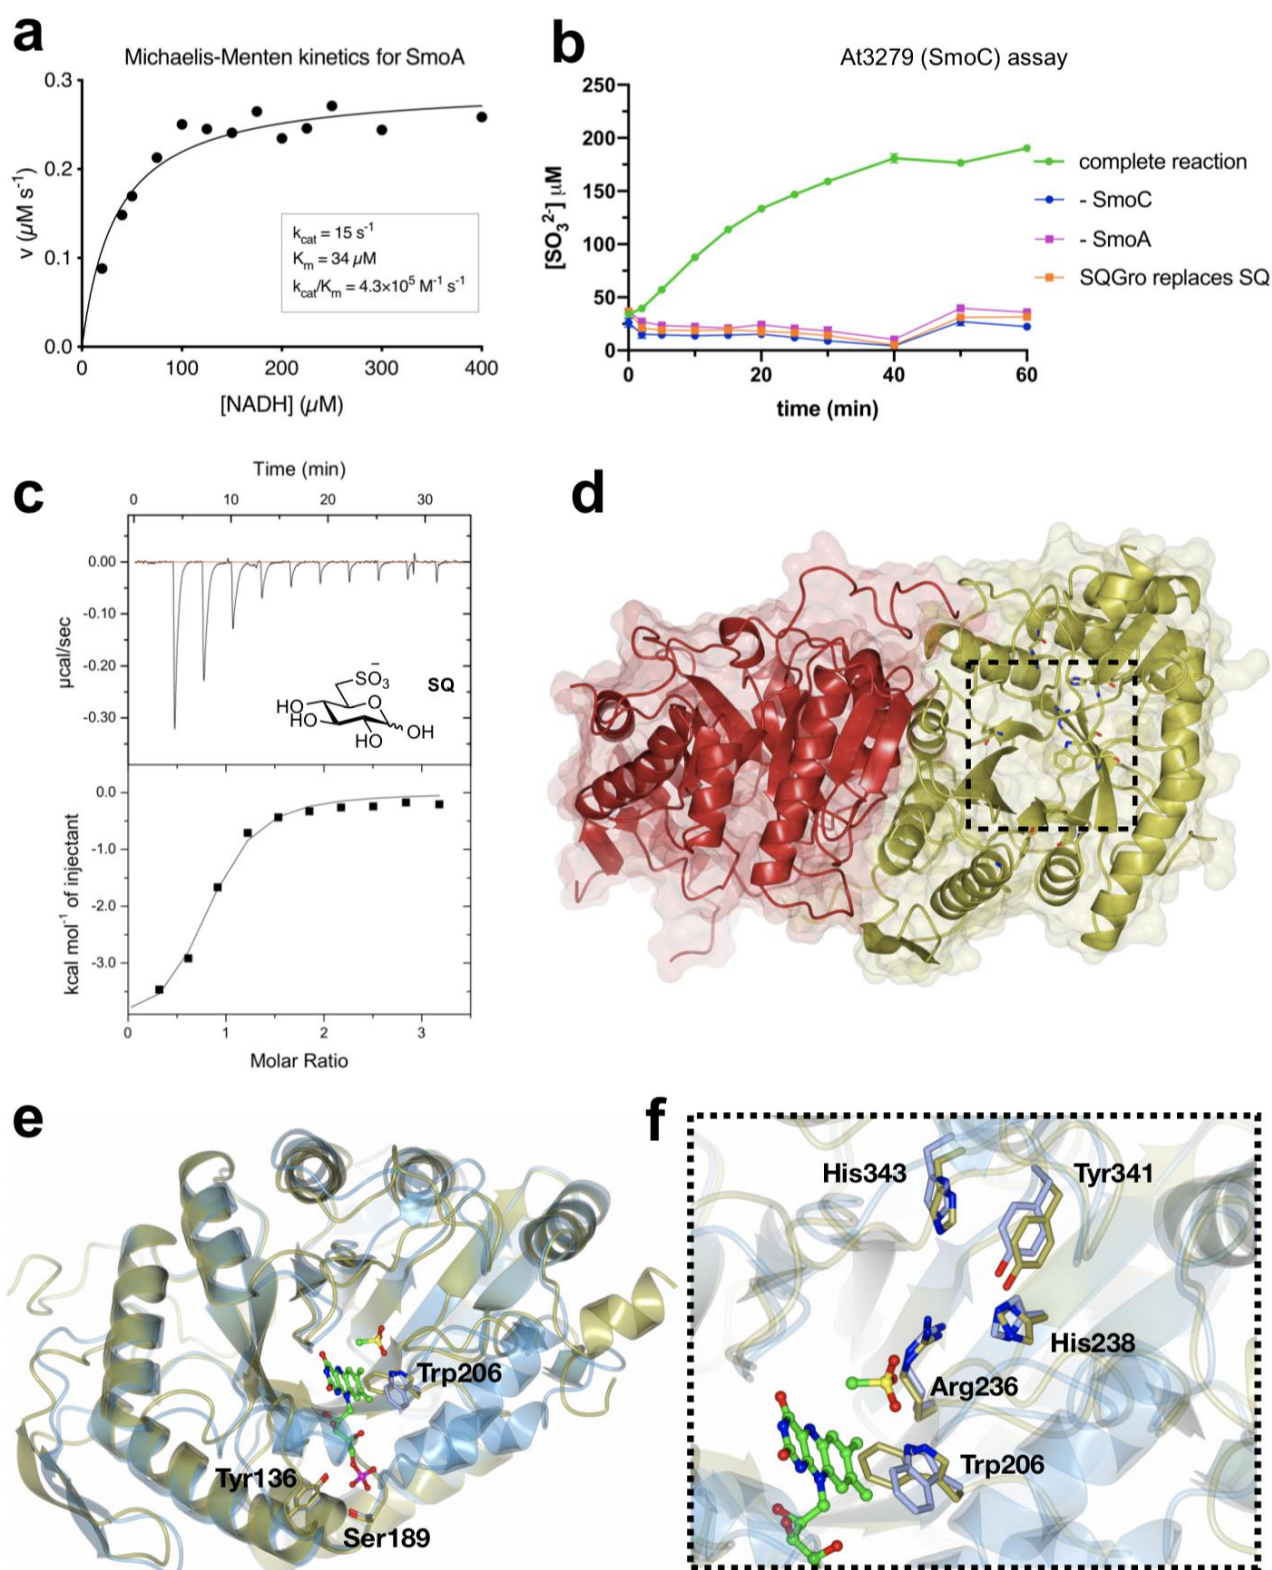 a
Michaelis-Menten kinetics for SmoA
0.3
0.2
0.1
0.0
v (µM s⁻¹)
k_cat = 15 s⁻¹
K_m = 34 µM
k_cat/K_m = 4.3×10⁵ M⁻¹ s⁻¹
0 100 200 300 400
[NADH] (µM)
b
At3279 (SmoC) assay
250
200
150
100
50
0
[SO₃²⁻] µM
complete reaction
- SmoC
- SmoA
SQGro replaces SQ
0 20 40 60
time (min)
c
Time (min)
0 10 20 30
0.00
-0.10
-0.20
-0.30
µcal/sec
SO₃⁻
SQ
HO
HO
O
HO
OH
0.0
-1.0
-2.0
-3.0
kcal mol⁻¹ of injectant
0 1 2 3
Molar Ratio
d
e
Trp206
Tyr136
Ser189
f
His343
Tyr341
His238
Arg236
Trp206